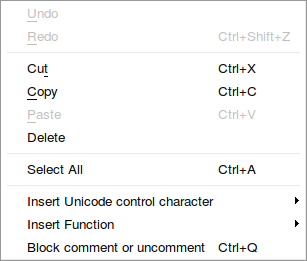 Undo
Redo Ctrl+Shift+Z
Cut Ctrl+X
Copy Ctrl+C
Paste Ctrl+V
Delete
Select All Ctrl+A
Insert Unicode control character
Insert Function
Block comment or uncomment Ctrl+Q